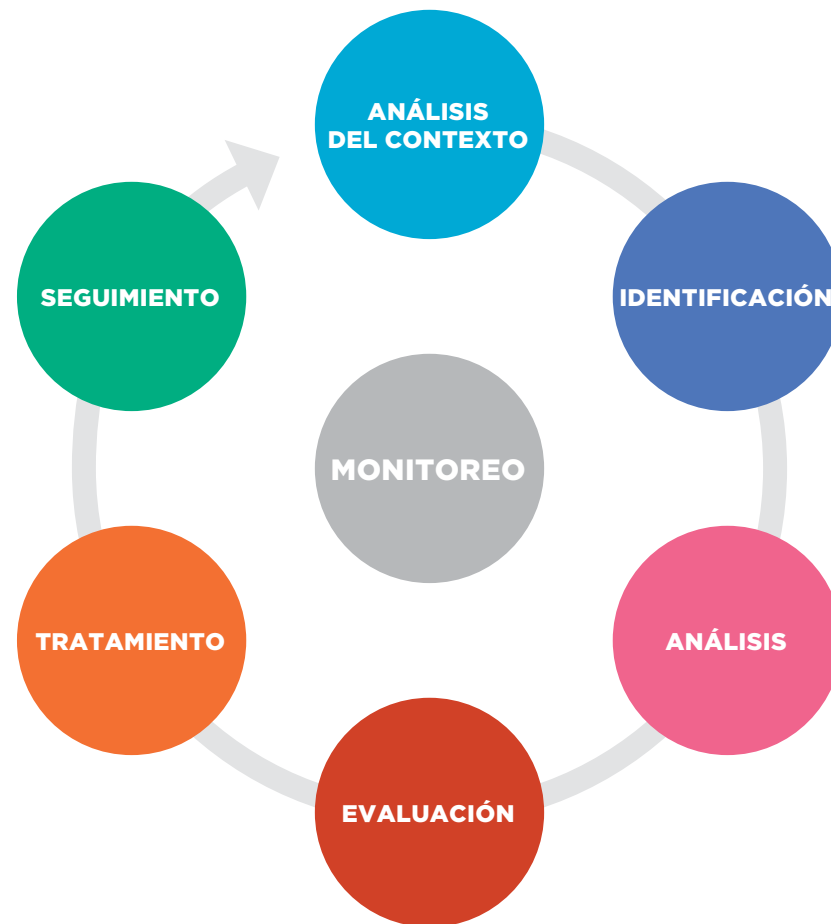 ANÁLISIS
DEL CONTEXTO
IDENTIFICACIÓN
ANÁLISIS
EVALUACIÓN
TRATAMIENTO
SEGUIMIENTO
MONITOREO